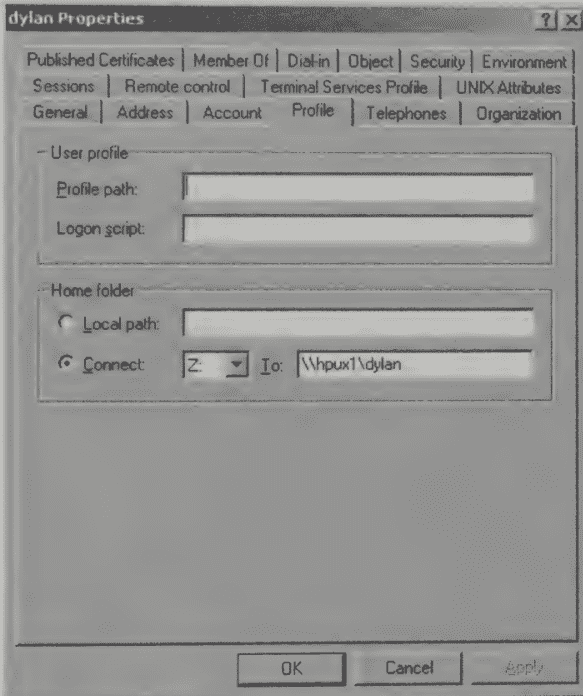 dylan Properties
Published Certificates Member Of Dial-in Object Security Environment
Sessions Remote control Terminal Services Profile UNIX Attributes
General Address Account Profile Telephones Organization
User profile
Profile path:
Logon script:
Home folder
Local path:
Connect: Z: To: \\hpux1\dylan
OK Cancel Apply